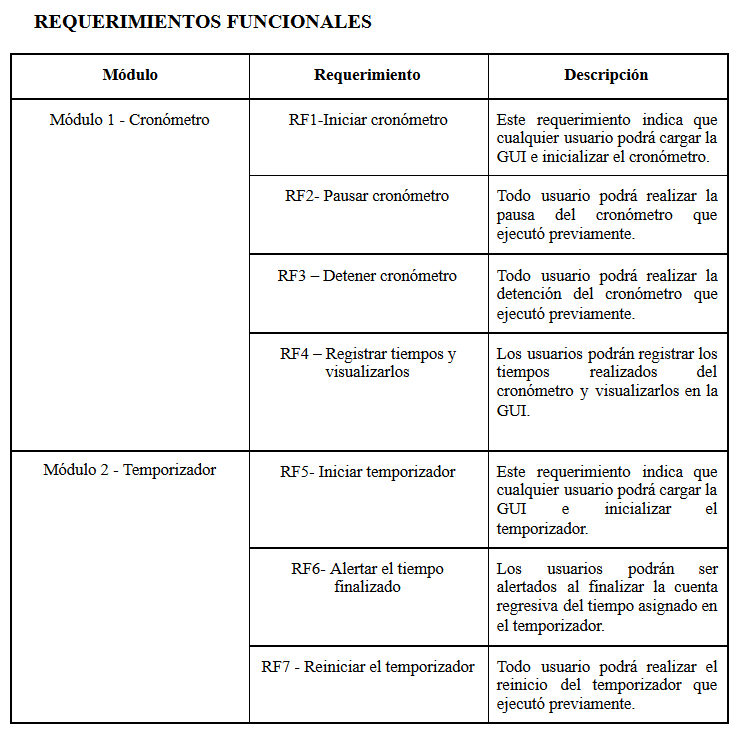 REQUERIMIENTOS FUNCIONALES
Módulo
Requerimiento
Descripción
Módulo 1 - Cronómetro
RF1-Iniciar cronómetro
Este requerimiento indica que
cualquier usuario podrá cargar la
GUI e inicializar el cronómetro.
RF2- Pausar cronómetro
Todo usuario podrá realizar la
pausa del cronómetro que
ejecutó previamente.
RF3 – Detener cronómetro
Todo usuario podrá realizar la
detención del cronómetro que
ejecutó previamente.
RF4 – Registrar tiempos y
visualizarlos
Los usuarios podrán registrar los
tiempos realizados del
cronómetro y visualizarlos en la
GUI.
Módulo 2 - Temporizador
RF5- Iniciar temporizador
Este requerimiento indica que
cualquier usuario podrá cargar la
GUI e inicializar el
temporizador.
RF6- Alertar el tiempo
finalizado
Los usuarios podrán ser
alertados al finalizar la cuenta
regresiva del tiempo asignado en
el temporizador.
RF7 - Reiniciar el temporizador
Todo usuario podrá realizar el
reinicio del temporizador que
ejecutó previamente.